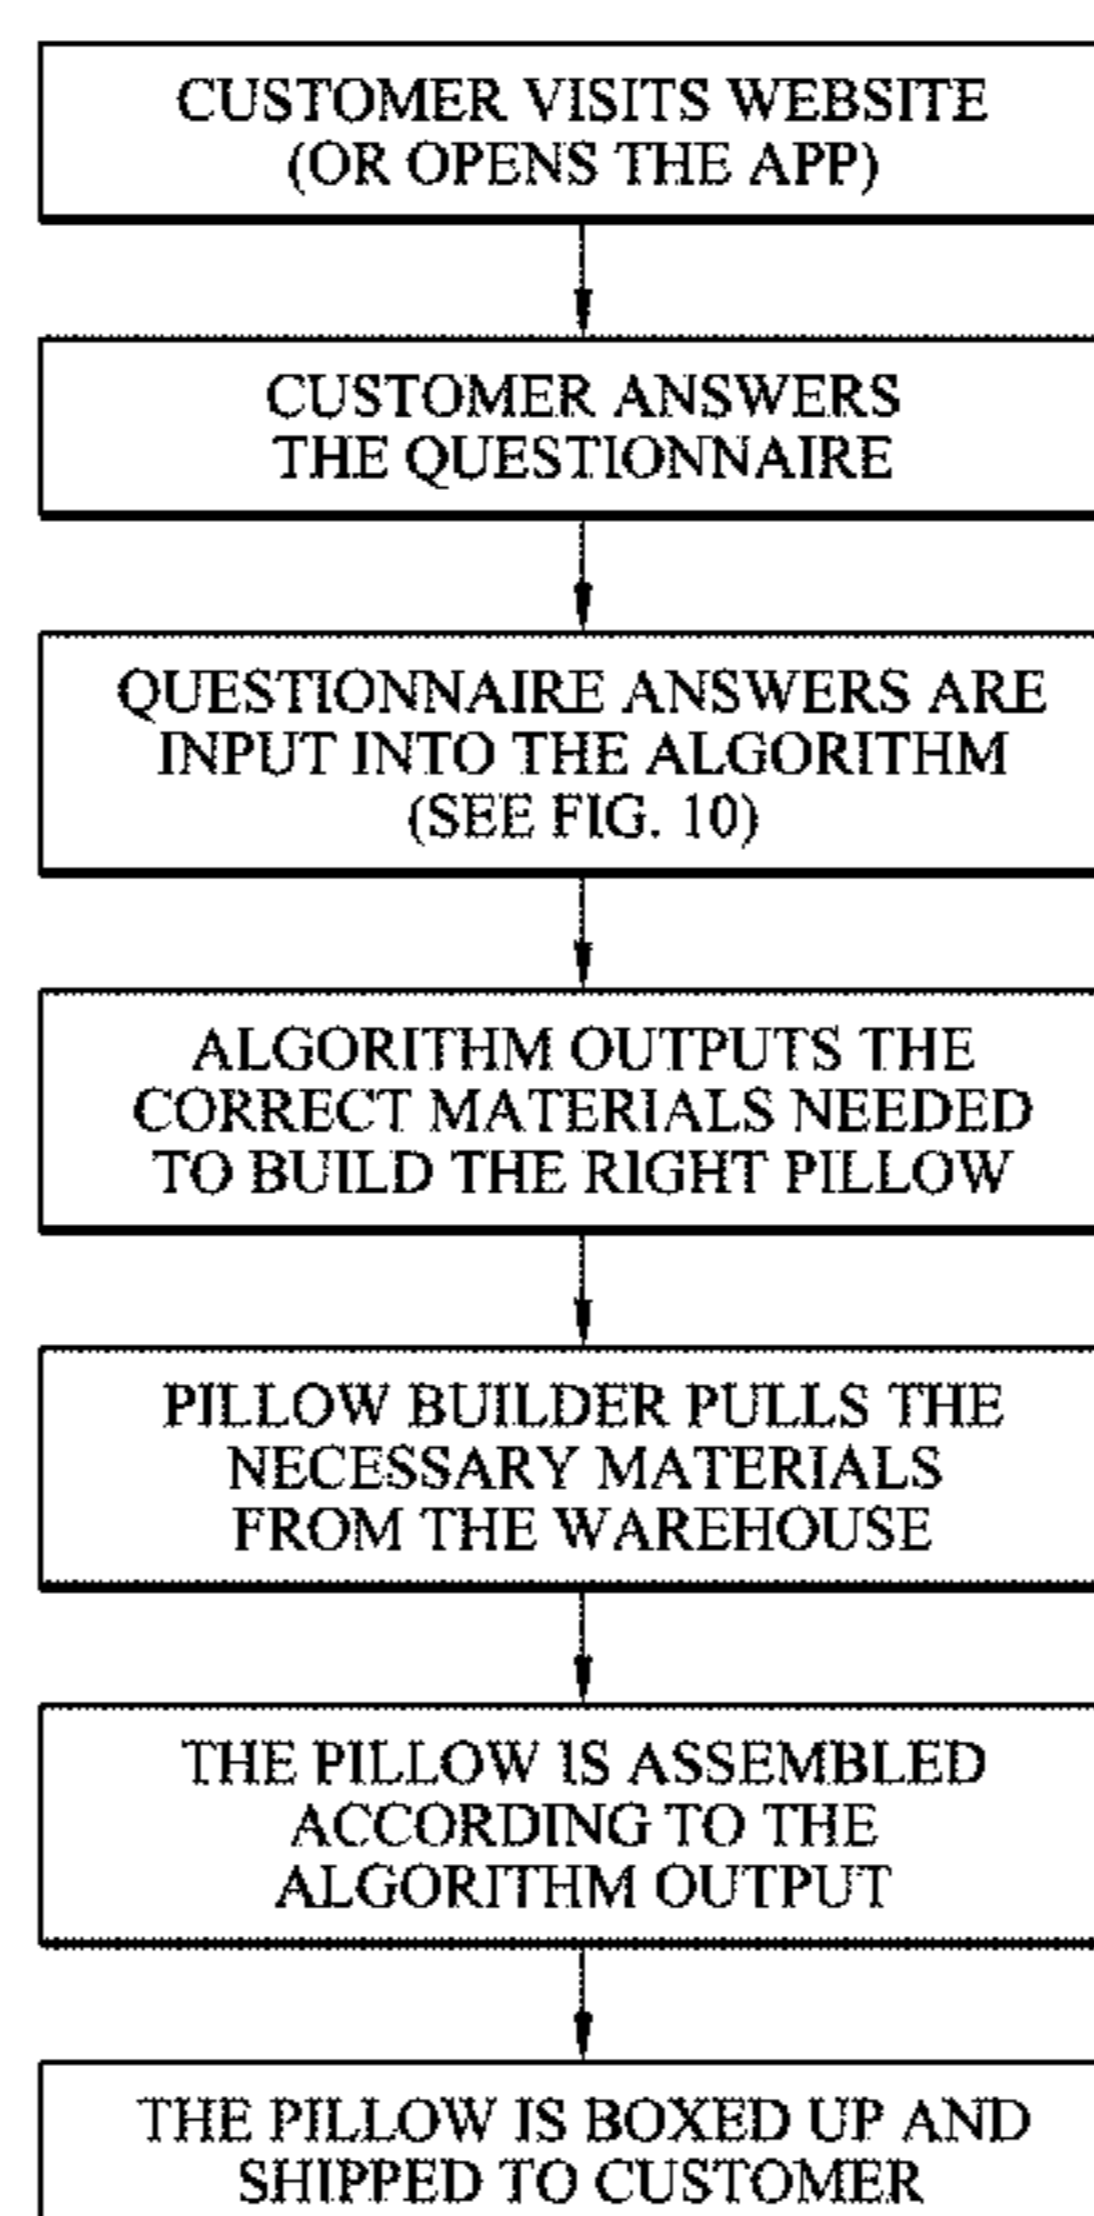 CUSTOMER VISITS WEBSITE
(OR OPENS THE APP)
CUSTOMER ANSWERS
THE QUESTIONNAIRE
QUESTIONNAIRE ANSWERS ARE
INPUT INTO THE ALGORITHM
(SEE FIG. 10)
ALGORITHM OUTPUTS THE
CORRECT MATERIALS NEEDED
TO BUILD THE RIGHT PILLOW
PILLOW BUILDER PULLS THE
NECESSARY MATERIALS
FROM THE WAREHOUSE
THE PILLOW IS ASSEMBLED
ACCORDING TO THE
ALGORITHM OUTPUT
THE PILLOW IS BOXED UP AND
SHIPPED TO CUSTOMER